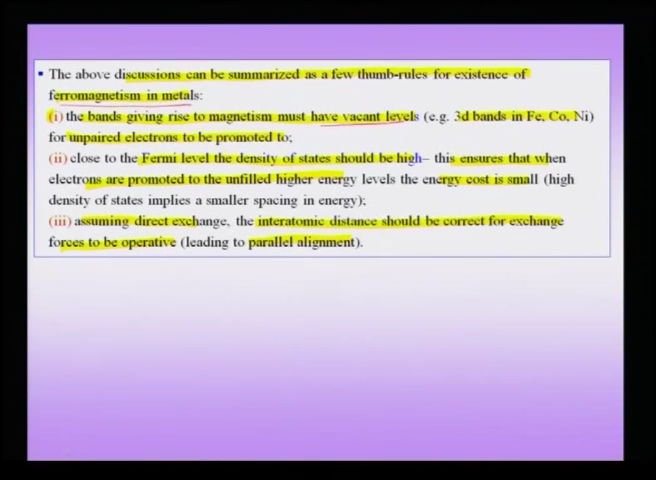 ▪ The above discussions can be summarized as a few thumb-rules for existence of
ferromagnetism in metals:
(i) the bands giving rise to magnetism must have vacant levels (e.g. 3d bands in Fe, Co, Ni)
for unpaired electrons to be promoted to;
(ii) close to the Fermi level the density of states should be high– this ensures that when
electrons are promoted to the unfilled higher energy levels the energy cost is small (high
density of states implies a smaller spacing in energy);
(iii) assuming direct exchange, the interatomic distance should be correct for exchange
forces to be operative (leading to parallel alignment).